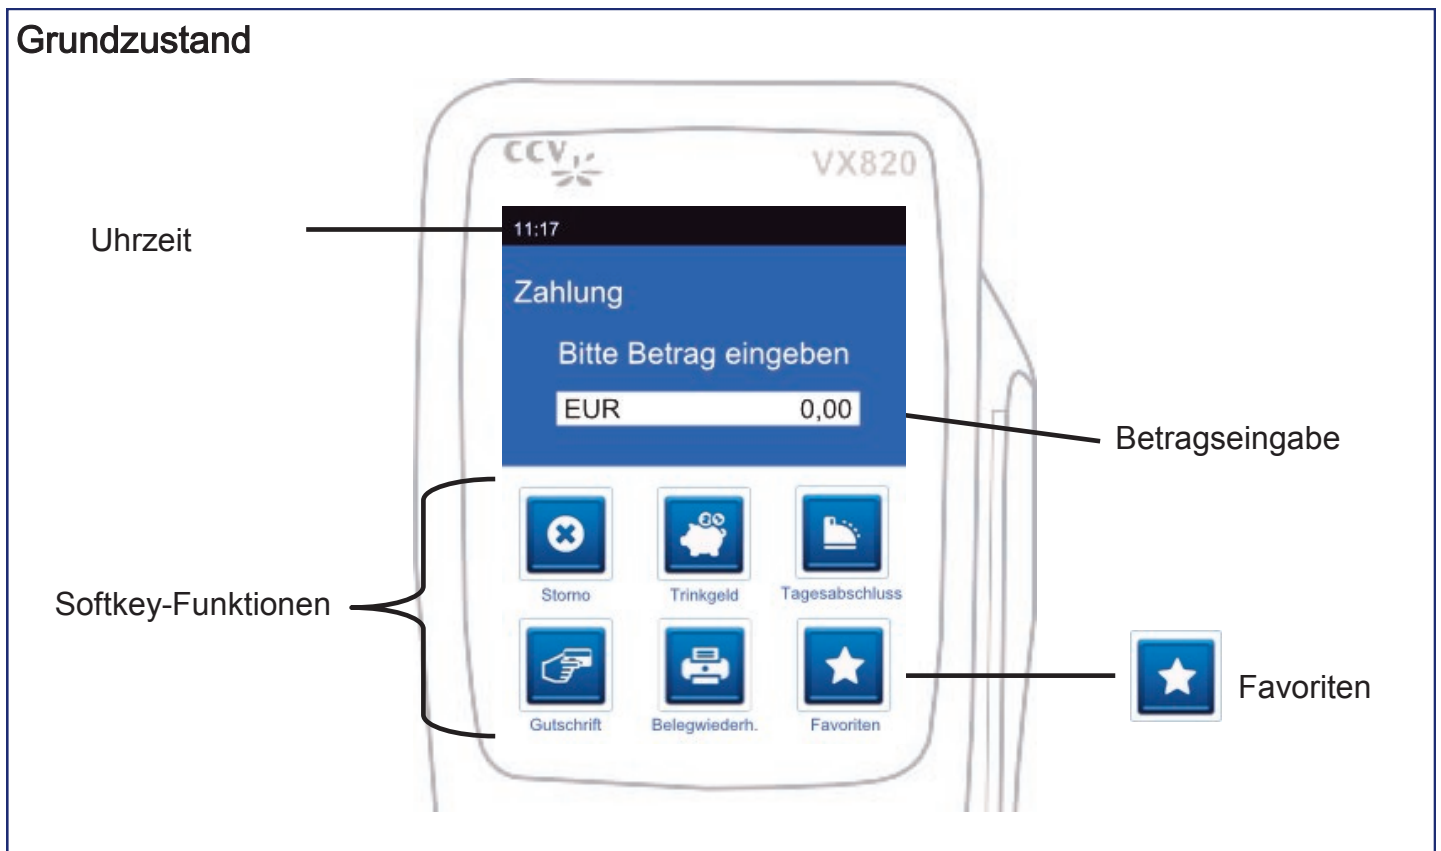 Grundzustand
CCV
VX820
Uhrzeit
11:17
Zahlung
Bitte Betrag eingeben
EUR 0,00
Betragseingabe
Softkey-Funktionen
Storno Trinkgeld Tagesabschluss
Gutschrift Belegwiederh. Favoriten
Favoriten